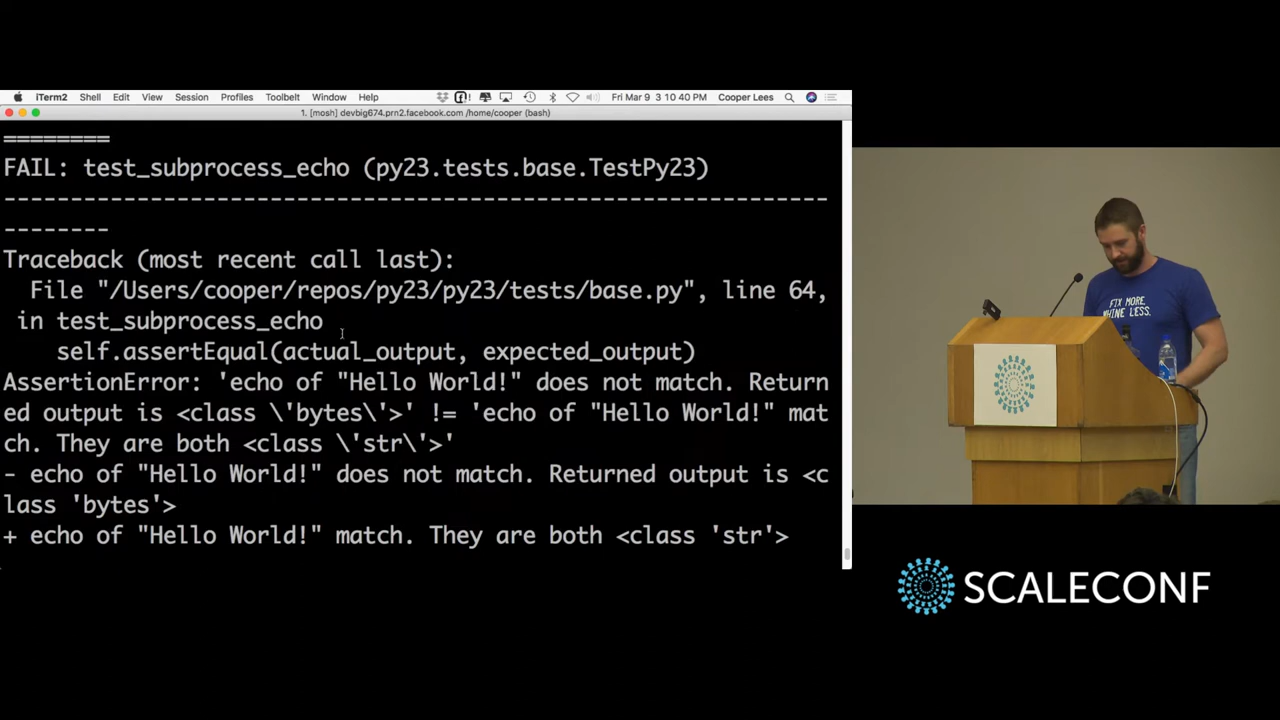 iTerm2 Shell Edit View Session Profiles Toolbelt Window Help Fri Mar 9 3 10 40 PM Cooper Lees
1. [mosh] devbig674.prn2.facebook.com /home/cooper (bash)
========
FAIL: test_subprocess_echo (py23.tests.base.TestPy23)
--------------------------------------------------------------
--------
Traceback (most recent call last):
File "/Users/cooper/repos/py23/py23/tests/base.py", line 64,
in test_subprocess_echo
self.assertEqual(actual_output, expected_output)
AssertionError: 'echo of "Hello World!" does not match. Return
ed output is <class \'bytes\'>' != 'echo of "Hello World!" mat
ch. They are both <class \'str\'>'
- echo of "Hello World!" does not match. Returned output is <c
lass 'bytes'>
+ echo of "Hello World!" match. They are both <class 'str'>
FIX MORE,
WHINE LESS.
SCALECONF